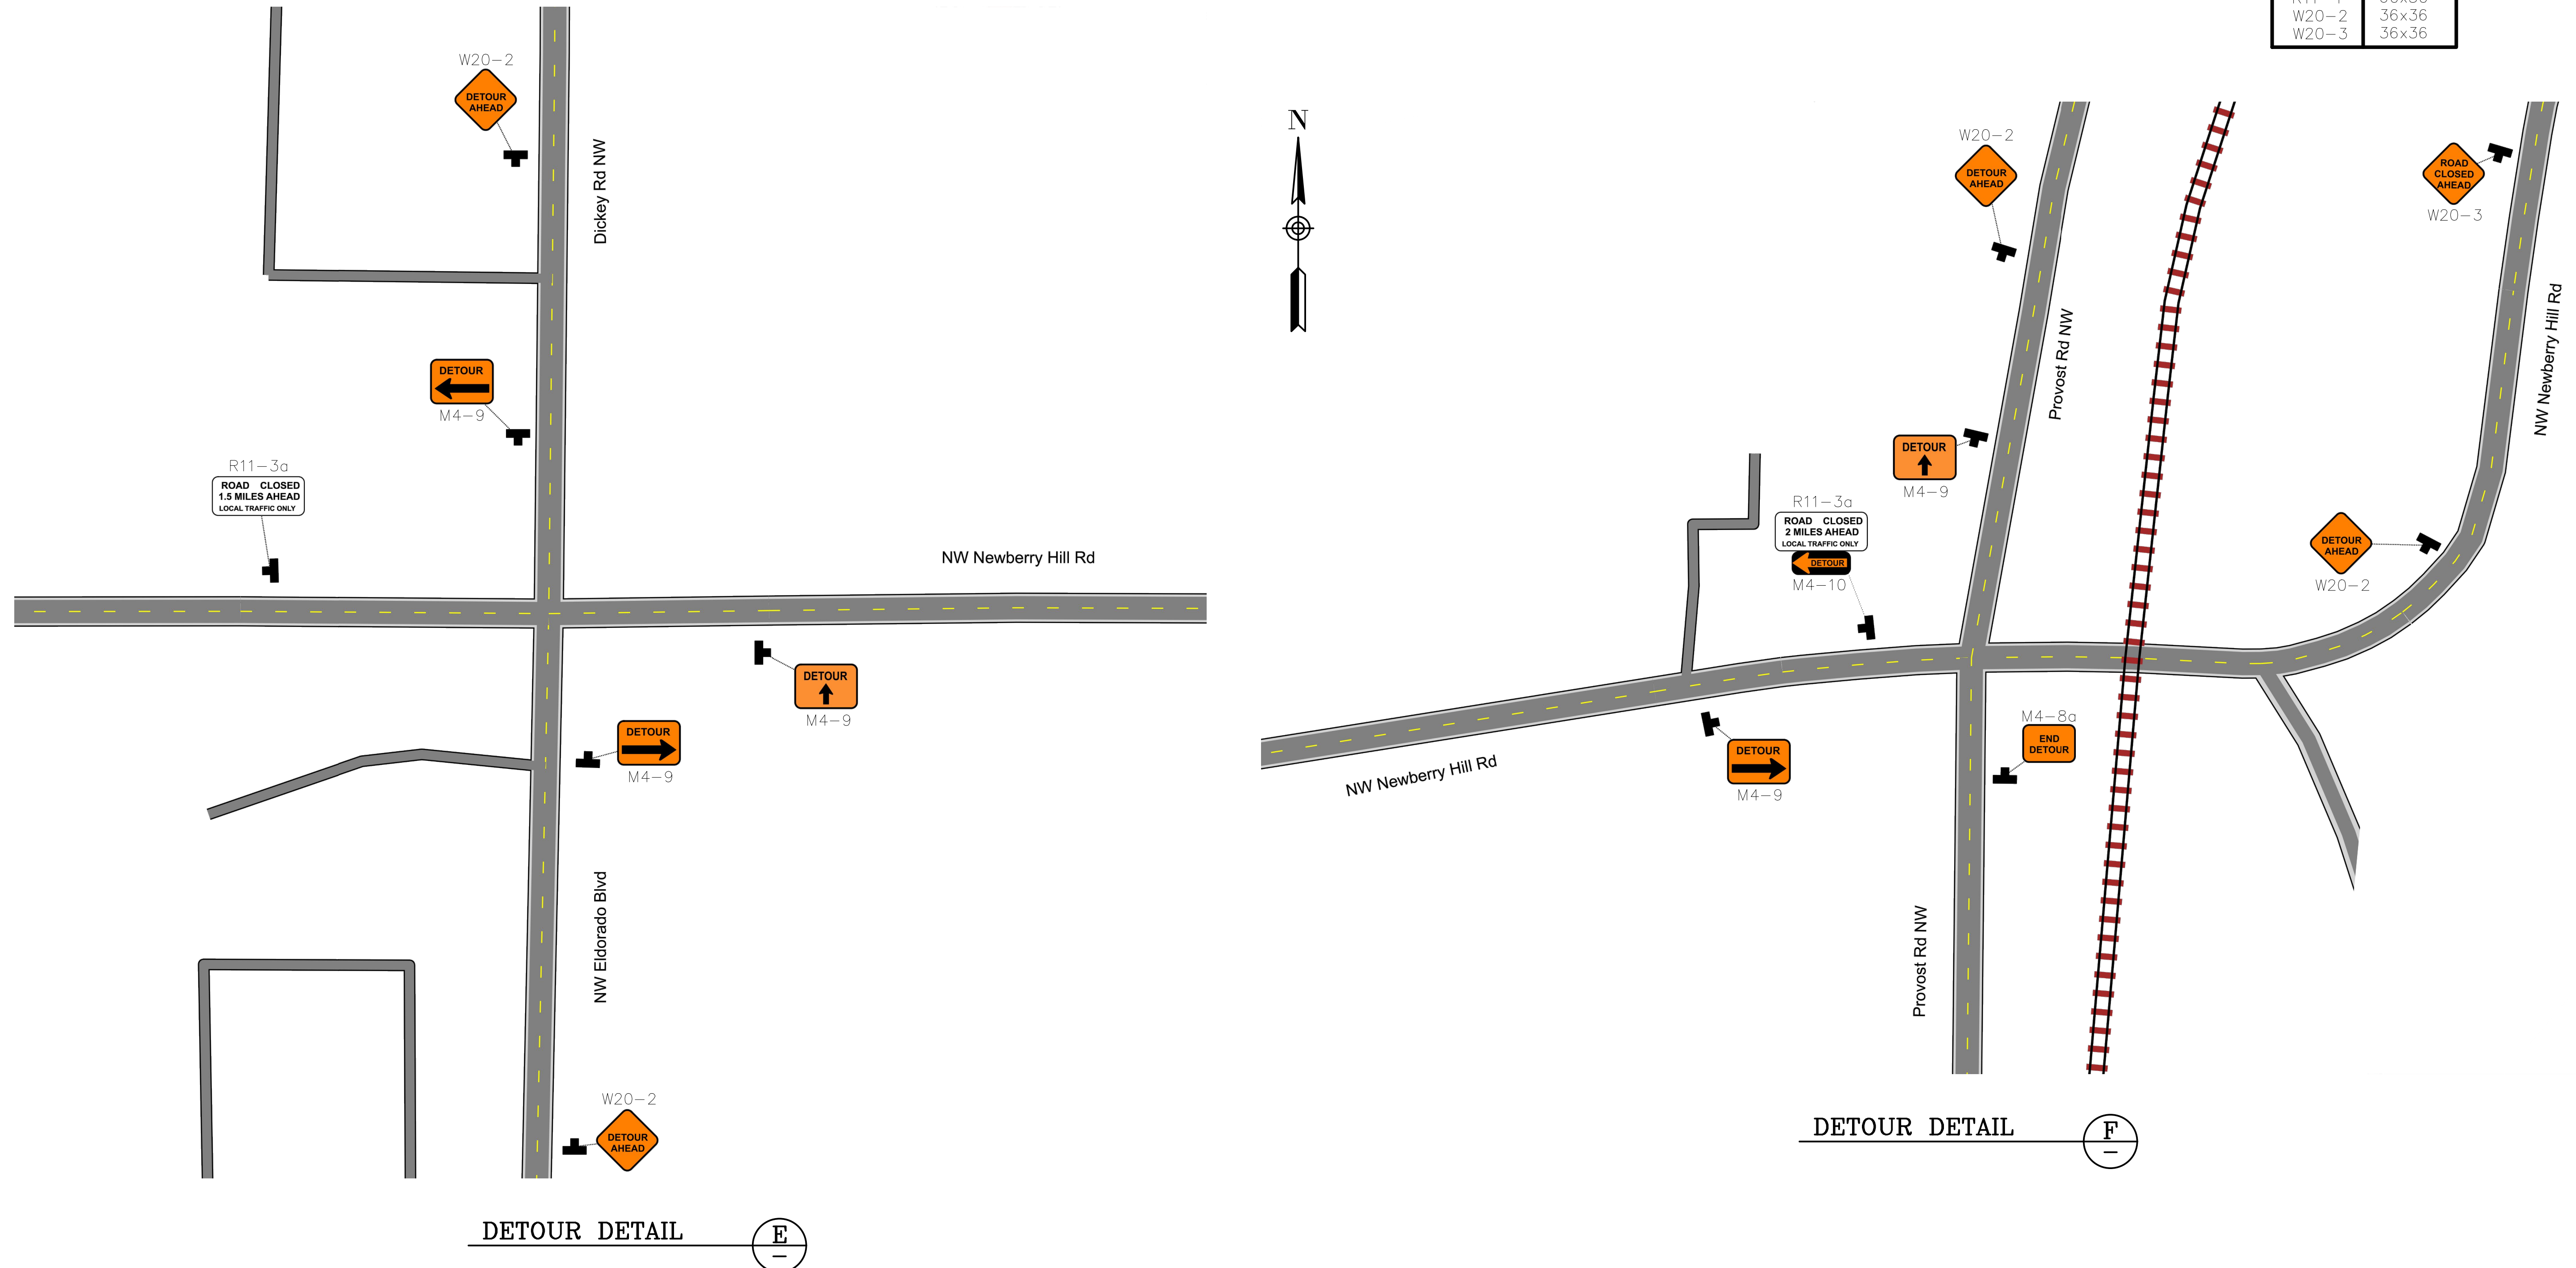 W20-2 36x36
W20-3 36x36
W20-2
DETOUR
AHEAD
Dickey Rd NW
DETOUR
M4-9
R11-3a
ROAD CLOSED
1.5 MILES AHEAD
LOCAL TRAFFIC ONLY
NW Newberry Hill Rd
DETOUR
M4-9
DETOUR
M4-9
NW Eldorado Blvd
W20-2
DETOUR
AHEAD
DETOUR DETAIL E
N
W20-2
DETOUR
AHEAD
ROAD
CLOSED
AHEAD
W20-3
Provost Rd NW
NW Newberry Hill Rd
DETOUR
M4-9
R11-3a
ROAD CLOSED
2 MILES AHEAD
LOCAL TRAFFIC ONLY
DETOUR
M4-10
DETOUR
AHEAD
W20-2
M4-8a
END
DETOUR
DETOUR
M4-9
NW Newberry Hill Rd
Provost Rd NW
DETOUR DETAIL F